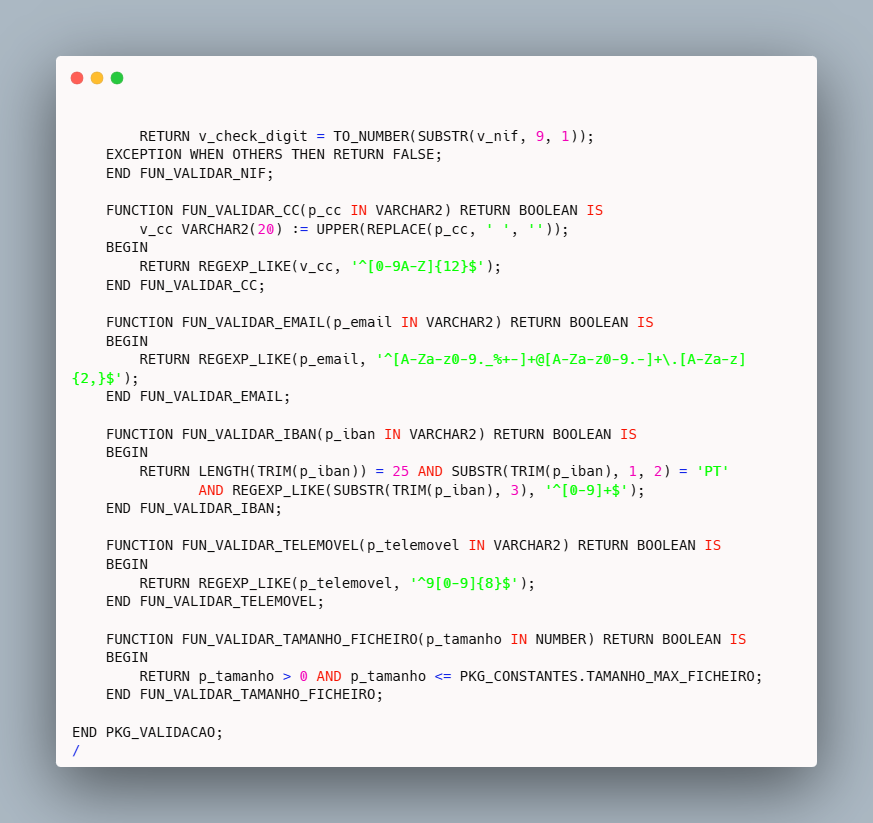 RETURN v_check_digit = TO_NUMBER(SUBSTR(v_nif, 9, 1));
    EXCEPTION WHEN OTHERS THEN RETURN FALSE;
    END FUN_VALIDAR_NIF;

    FUNCTION FUN_VALIDAR_CC(p_cc IN VARCHAR2) RETURN BOOLEAN IS
        v_cc VARCHAR2(20) := UPPER(REPLACE(p_cc, ' ', ''));
    BEGIN
        RETURN REGEXP_LIKE(v_cc, '^[0-9A-Z]{12}$');
    END FUN_VALIDAR_CC;

    FUNCTION FUN_VALIDAR_EMAIL(p_email IN VARCHAR2) RETURN BOOLEAN IS
    BEGIN
        RETURN REGEXP_LIKE(p_email, '^[A-Za-z0-9._%+-]+@[A-Za-z0-9.-]+\.[A-Za-z]
{2,}$');
    END FUN_VALIDAR_EMAIL;

    FUNCTION FUN_VALIDAR_IBAN(p_iban IN VARCHAR2) RETURN BOOLEAN IS
    BEGIN
        RETURN LENGTH(TRIM(p_iban)) = 25 AND SUBSTR(TRIM(p_iban), 1, 2) = 'PT'
               AND REGEXP_LIKE(SUBSTR(TRIM(p_iban), 3), '^[0-9]+$');
    END FUN_VALIDAR_IBAN;

    FUNCTION FUN_VALIDAR_TELEMOVEL(p_telemovel IN VARCHAR2) RETURN BOOLEAN IS
    BEGIN
        RETURN REGEXP_LIKE(p_telemovel, '^9[0-9]{8}$');
    END FUN_VALIDAR_TELEMOVEL;

    FUNCTION FUN_VALIDAR_TAMANHO_FICHEIRO(p_tamanho IN NUMBER) RETURN BOOLEAN IS
    BEGIN
        RETURN p_tamanho > 0 AND p_tamanho <= PKG_CONSTANTES.TAMANHO_MAX_FICHEIRO;
    END FUN_VALIDAR_TAMANHO_FICHEIRO;

END PKG_VALIDACAO;
/